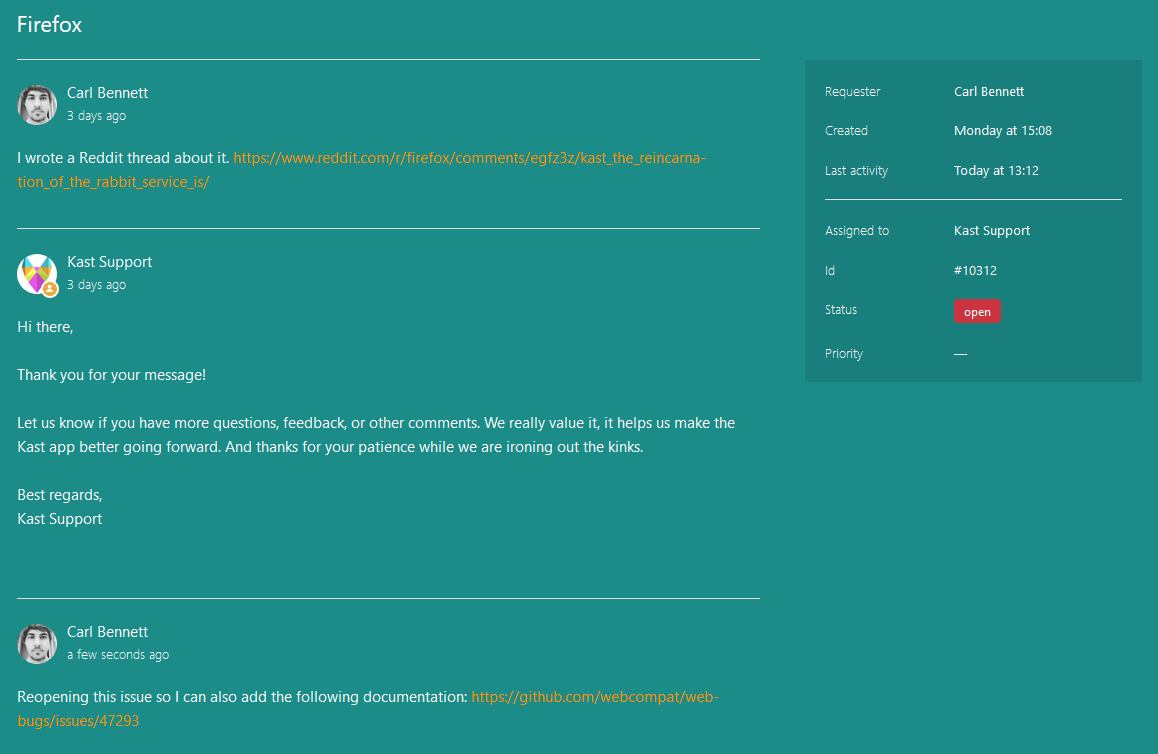 Firefox
Carl Bennett
3 days ago
I wrote a Reddit thread about it. https://www.reddit.com/r/firefox/comments/egfz3z/kast_the_reincarna-
tion_of_the_rabbit_service_is/
Kast Support
3 days ago
Hi there,
Thank you for your message!
Let us know if you have more questions, feedback, or other comments. We really value it, it helps us make the
Kast app better going forward. And thanks for your patience while we are ironing out the kinks.
Best regards,
Kast Support
Carl Bennett
a few seconds ago
Reopening this issue so I can also add the following documentation: https://github.com/webcompat/web-
bugs/issues/47293
Requester Carl Bennett
Created Monday at 15:08
Last activity Today at 13:12
Assigned to Kast Support
Id #10312
Status open
Priority —